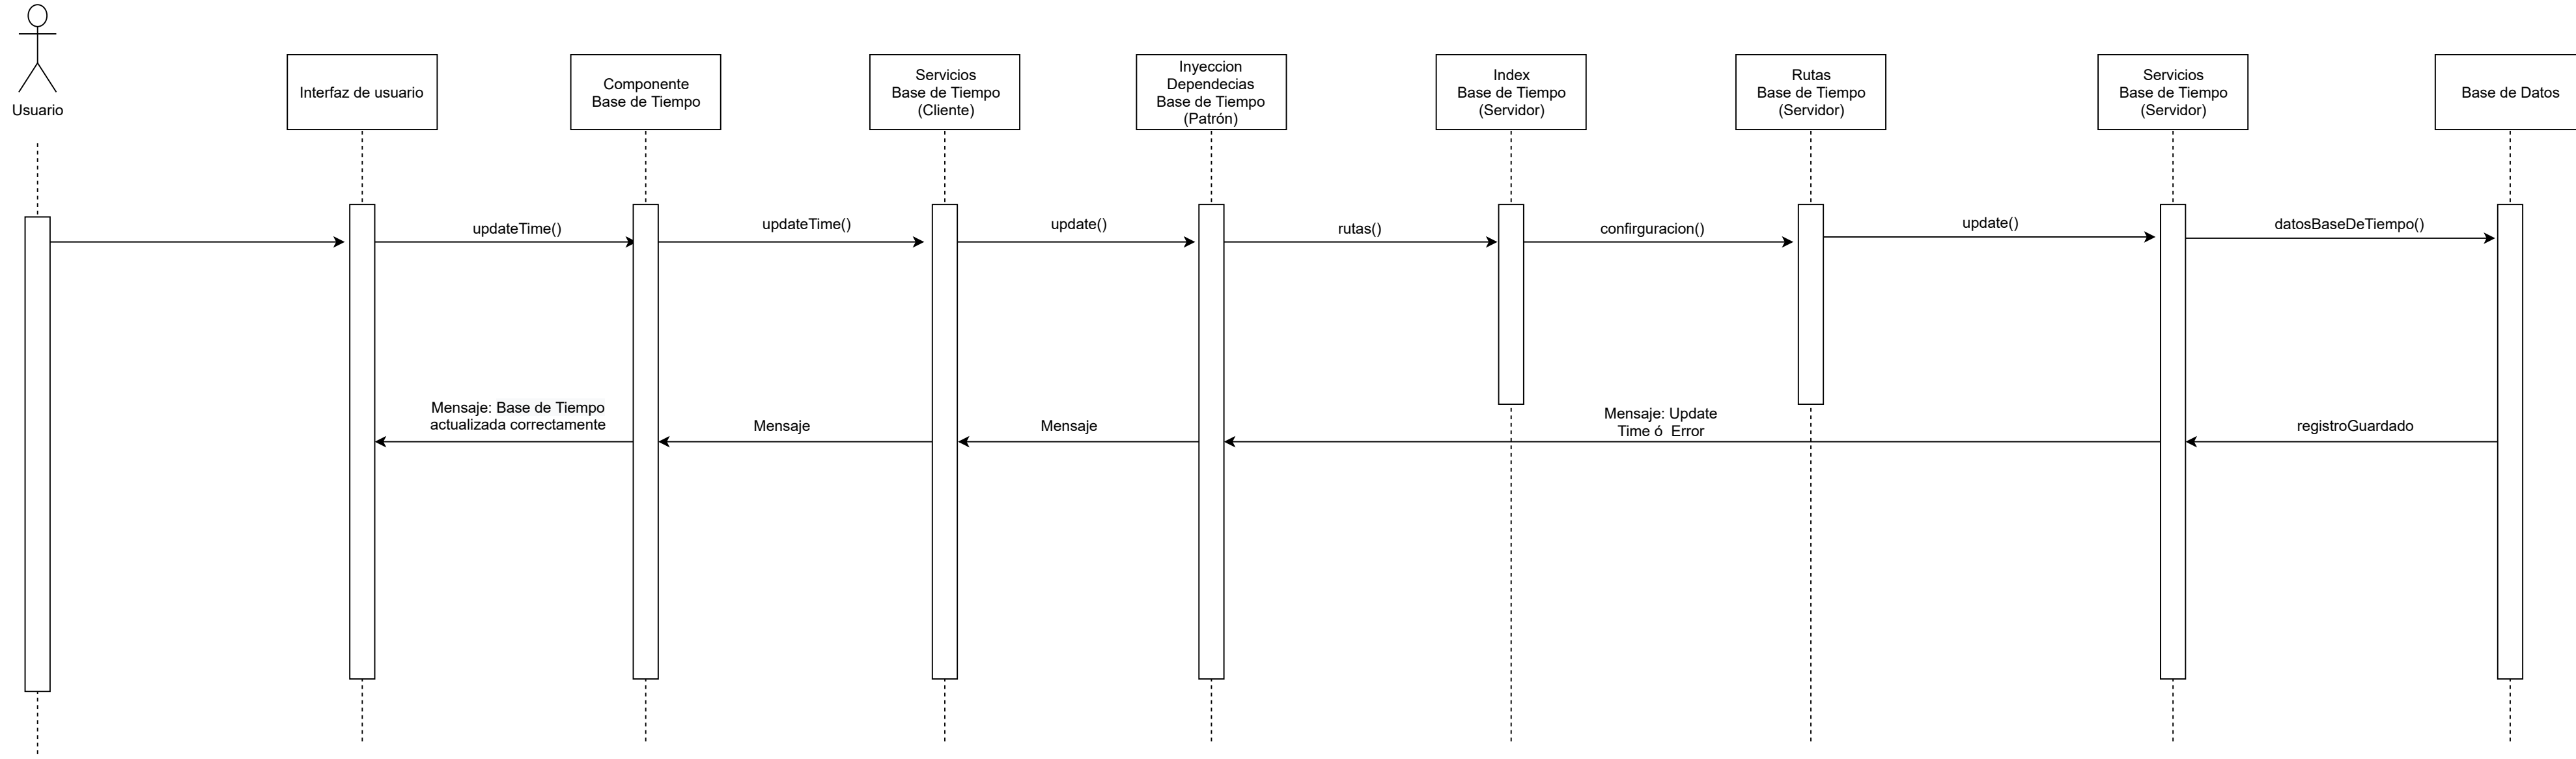 Usuario
Interfaz de usuario
Componente
Base de Tiempo
Servicios
Base de Tiempo
(Cliente)
Inyeccion
Dependecias
Base de Tiempo
(Patrón)
Index
Base de Tiempo
(Servidor)
Rutas
Base de Tiempo
(Servidor)
Servicios
Base de Tiempo
(Servidor)
Base de Datos
updateTime()
updateTime()
update()
rutas()
confirguracion()
update()
datosBaseDeTiempo()
Mensaje: Base de Tiempo
actualizada correctamente
Mensaje
Mensaje
Mensaje: Update
Time ó  Error
registroGuardado